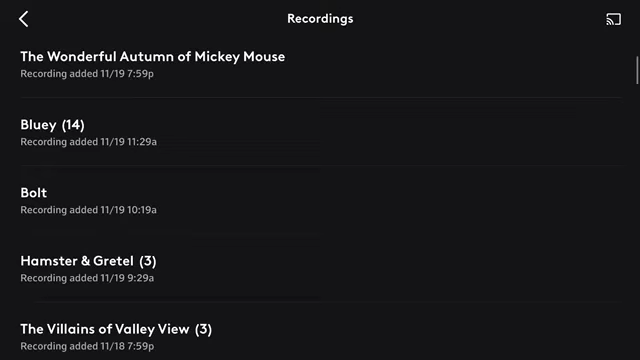 Recordings
The Wonderful Autumn of Mickey Mouse
Recording added 11/19 7:59p
Bluey (14)
Recording added 11/19 11:29a
Bolt
Recording added 11/19 10:19a
Hamster & Gretel (3)
Recording added 11/19 9:29a
The Villains of Valley View (3)
Recording added 11/18 7:59p